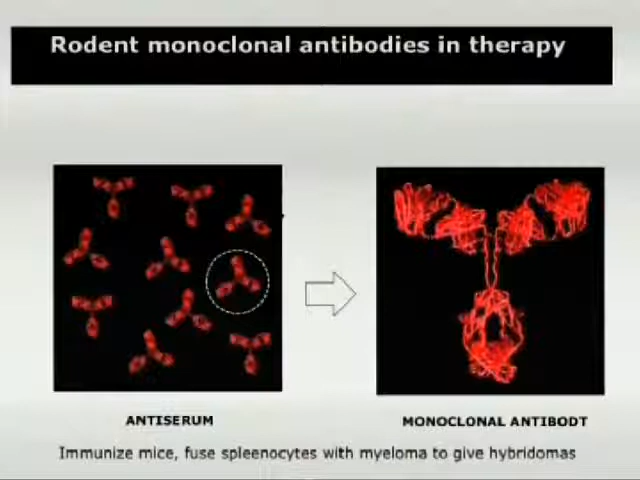 Rodent monoclonal antibodies in therapy
ANTISERUM
MONOCLONAL ANTIBODT
Immunize mice, fuse spleenocytes with myeloma to give hybridomas